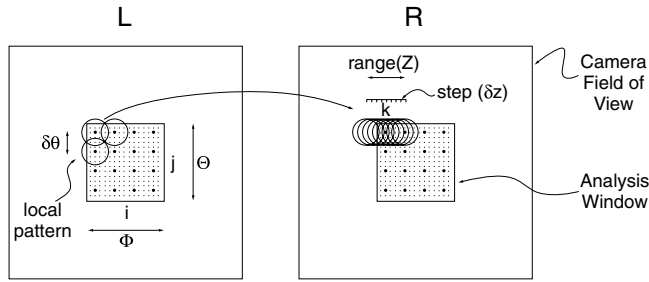 L
R
range(Z)
step (δz)
k
Camera
Field of
View
δθ
j
Θ
local
pattern
i
Φ
Analysis
Window